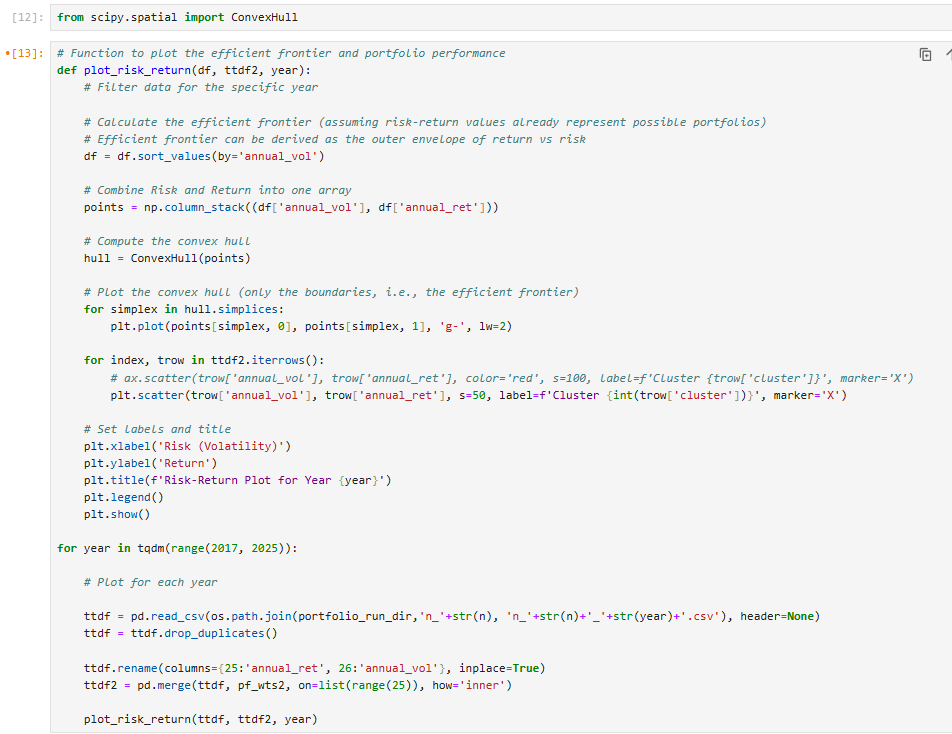 [12]: from scipy.spatial import ConvexHull
[13]: # Function to plot the efficient frontier and portfolio performance
def plot_risk_return(df, ttdf2, year):
    # Filter data for the specific year

    # Calculate the efficient frontier (assuming risk-return values already represent possible portfolios)
    # Efficient frontier can be derived as the outer envelope of return vs risk
    df = df.sort_values(by='annual_vol')

    # Combine Risk and Return into one array
    points = np.column_stack((df['annual_vol'], df['annual_ret']))

    # Compute the convex hull
    hull = ConvexHull(points)

    # Plot the convex hull (only the boundaries, i.e., the efficient frontier)
    for simplex in hull.simplices:
        plt.plot(points[simplex, 0], points[simplex, 1], 'g-', lw=2)

    for index, trow in ttdf2.iterrows():
        # ax.scatter(trow['annual_vol'], trow['annual_ret'], color='red', s=100, label=f'Cluster {trow['cluster']}', marker='X')
        plt.scatter(trow['annual_vol'], trow['annual_ret'], s=50, label=f'Cluster {int(trow['cluster'])}', marker='X')

    # Set labels and title
    plt.xlabel('Risk (Volatility)')
    plt.ylabel('Return')
    plt.title(f'Risk-Return Plot for Year {year}')
    plt.legend()
    plt.show()

for year in tqdm(range(2017, 2025)):

    # Plot for each year

    ttdf = pd.read_csv(os.path.join(portfolio_run_dir,'n_'+str(n), 'n_'+str(n)+'_'+str(year)+'.csv'), header=None)
    ttdf = ttdf.drop_duplicates()

    ttdf.rename(columns={25:'annual_ret', 26:'annual_vol'}, inplace=True)
    ttdf2 = pd.merge(ttdf, pf_wts2, on=list(range(25)), how='inner')

    plot_risk_return(ttdf, ttdf2, year)